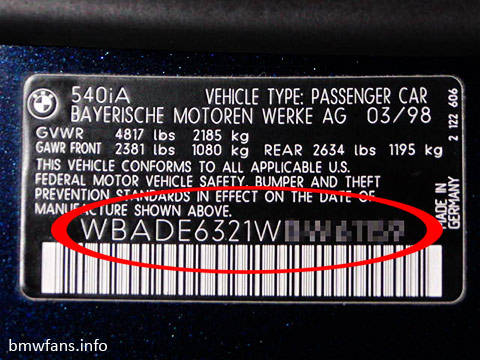 BMW
540iA VEHICLE TYPE: PASSENGER CAR
BAYERISCHE MOTOREN WERKE AG 03/98
GVWR 4817 lbs 2185 kg
GAWR FRONT 2381 lbs 1080 kg REAR 2634 lbs 1195 kg
THIS VEHICLE CONFORMS TO ALL APPLICABLE U.S.
FEDERAL MOTOR VEHICLE SAFETY, BUMPER AND THEFT
PREVENTION STANDARDS IN EFFECT ON THE DATE OF
MANUFACTURE SHOWN ABOVE.
WBADE6321W
MADE IN
GERMANY
2 122 606
bmwfans.info